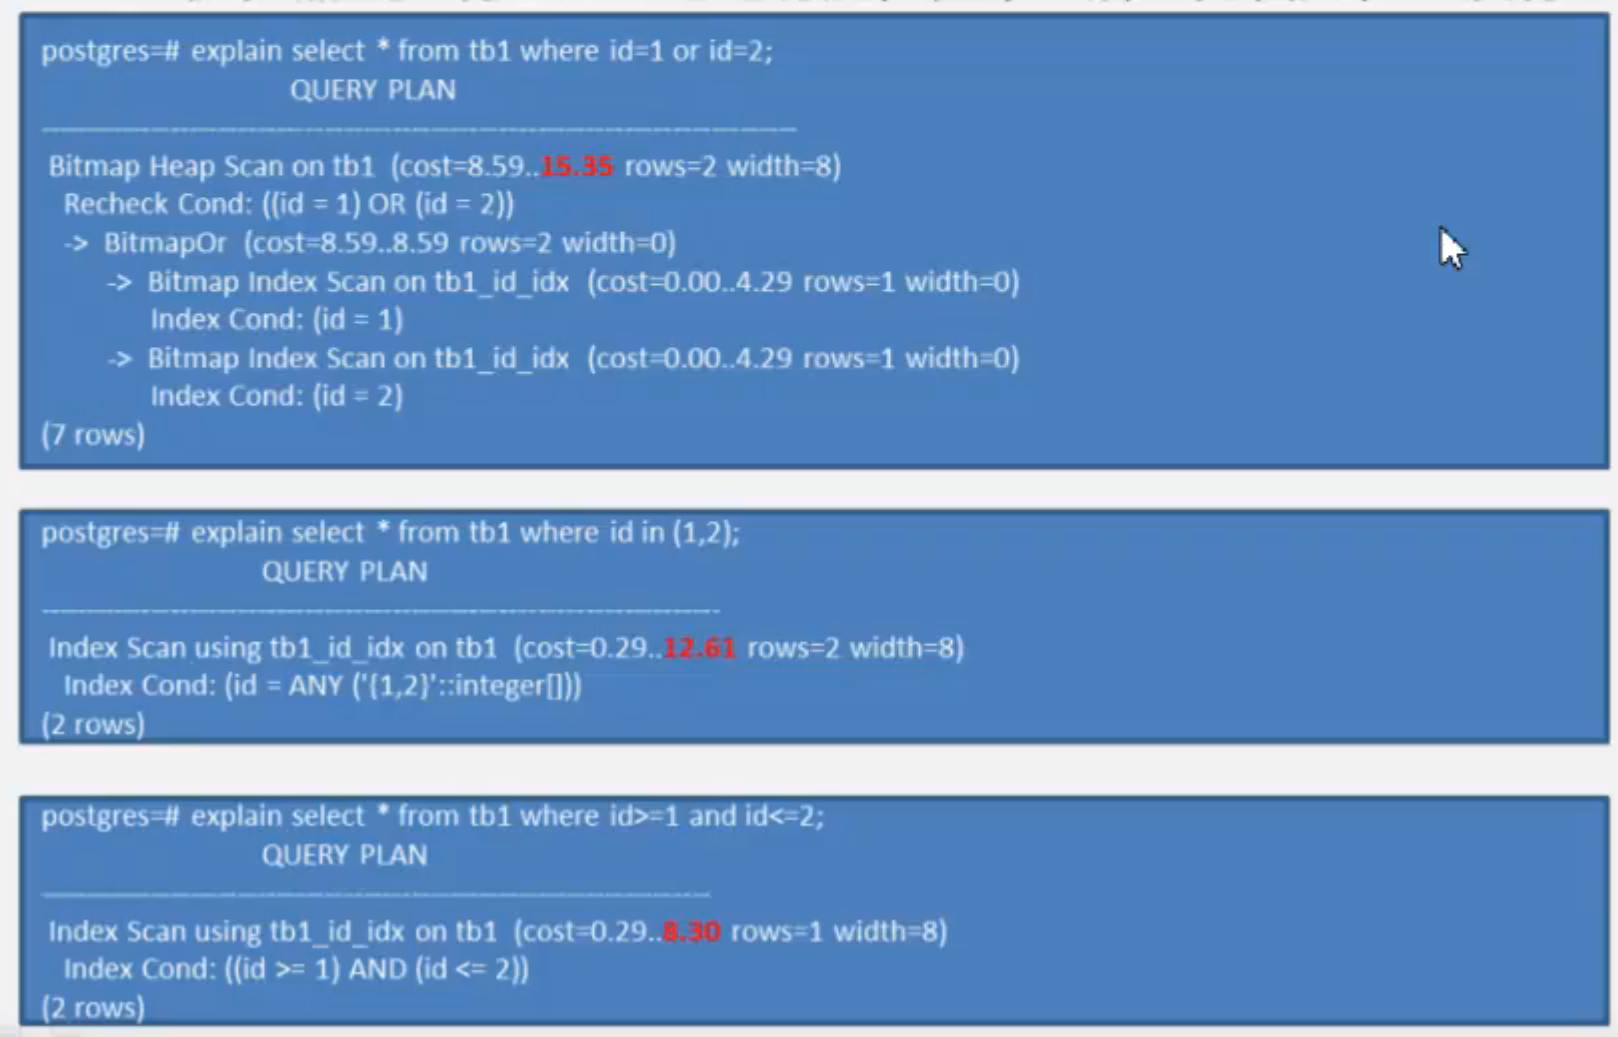 postgres=# explain select * from tb1 where id=1 or id=2;
QUERY PLAN
Bitmap Heap Scan on tb1 (cost=8.59..15.35 rows=2 width=8)
Recheck Cond: ((id = 1) OR (id = 2))
-> BitmapOr (cost=8.59..8.59 rows=2 width=0)
-> Bitmap Index Scan on tb1_id_idx (cost=0.00..4.29 rows=1 width=0)
Index Cond: (id = 1)
-> Bitmap Index Scan on tb1_id_idx (cost=0.00..4.29 rows=1 width=0)
Index Cond: (id = 2)
(7 rows)
postgres=# explain select * from tb1 where id in (1,2);
QUERY PLAN
Index Scan using tb1_id_idx on tb1 (cost=0.29..12.61 rows=2 width=8)
Index Cond: (id = ANY ('{1,2}'::integer[]))
(2 rows)
postgres=# explain select * from tb1 where id>=1 and id<=2;
QUERY PLAN
Index Scan using tb1_id_idx on tb1 (cost=0.29..8.30 rows=1 width=8)
Index Cond: ((id >= 1) AND (id <= 2))
(2 rows)